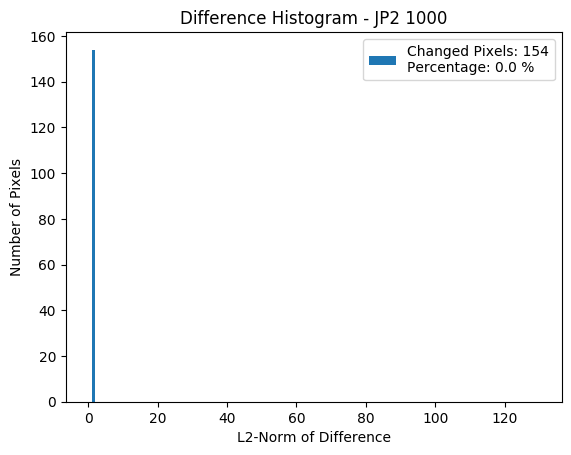 Difference Histogram - JP2 1000
Changed Pixels: 154
Percentage: 0.0 %
160
140
120
100
80
60
40
20
0
Number of Pixels
0 20 40 60 80 100 120
L2-Norm of Difference